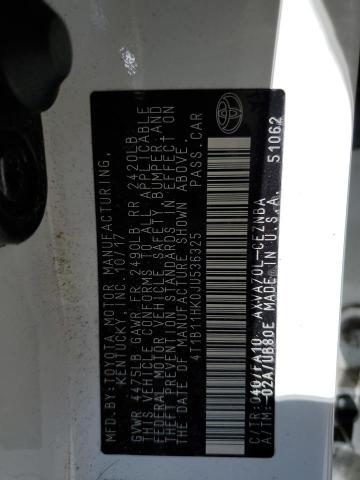 MFD.BY:TOYOTA MOTOR MANUFACTURING,
KENTUCKY, INC. 10/17
GVWR 4475LB GAWR FR 2490LB RR 2420LB
THIS VEHICLE CONFORMS TO ALL APPLICABLE
FEDERAL MOTOR VEHICLE SAFETY, BUMPER AND
THEFT PREVENTION STANDARDS IN EFFECT ON
THE DATE OF MANUFACTURE SHOWN ABOVE.
4T1B11HK0JU536325 PASS.CAR
C/TR:040/FA10 AXVA70L-CEZNBA
A/TM:-02A/UB80E MADE IN U.S.A. 51062